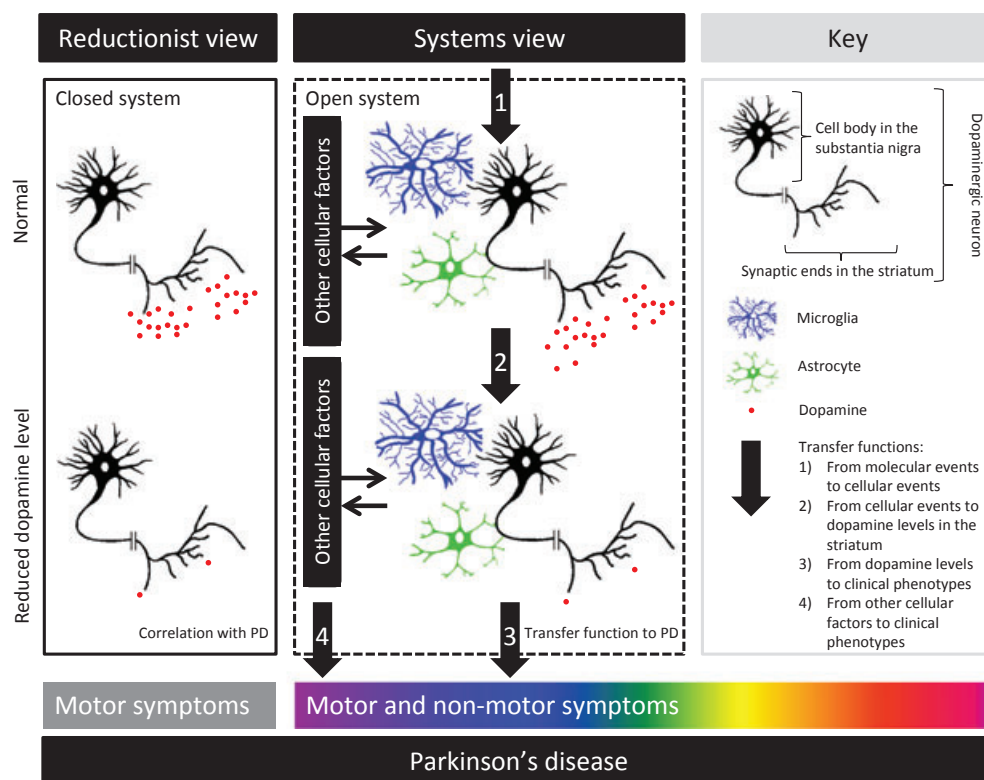 Reductionist view
Systems view
Key
Normal
Reduced dopamine level
Closed system
Correlation with PD
Open system
1
Other cellular factors
2
Other cellular factors
4
3
Transfer function to PD
Cell body in the
substantia nigra
Dopaminergic
neuron
Synaptic ends in the striatum
Microglia
Astrocyte
Dopamine
Transfer functions:
1) From molecular events
to cellular events
2) From cellular events to
dopamine levels in the
striatum
3) From dopamine levels
to clinical phenotypes
4) From other cellular
factors to clinical
phenotypes
Motor symptoms
Motor and non-motor symptoms
Parkinson’s disease